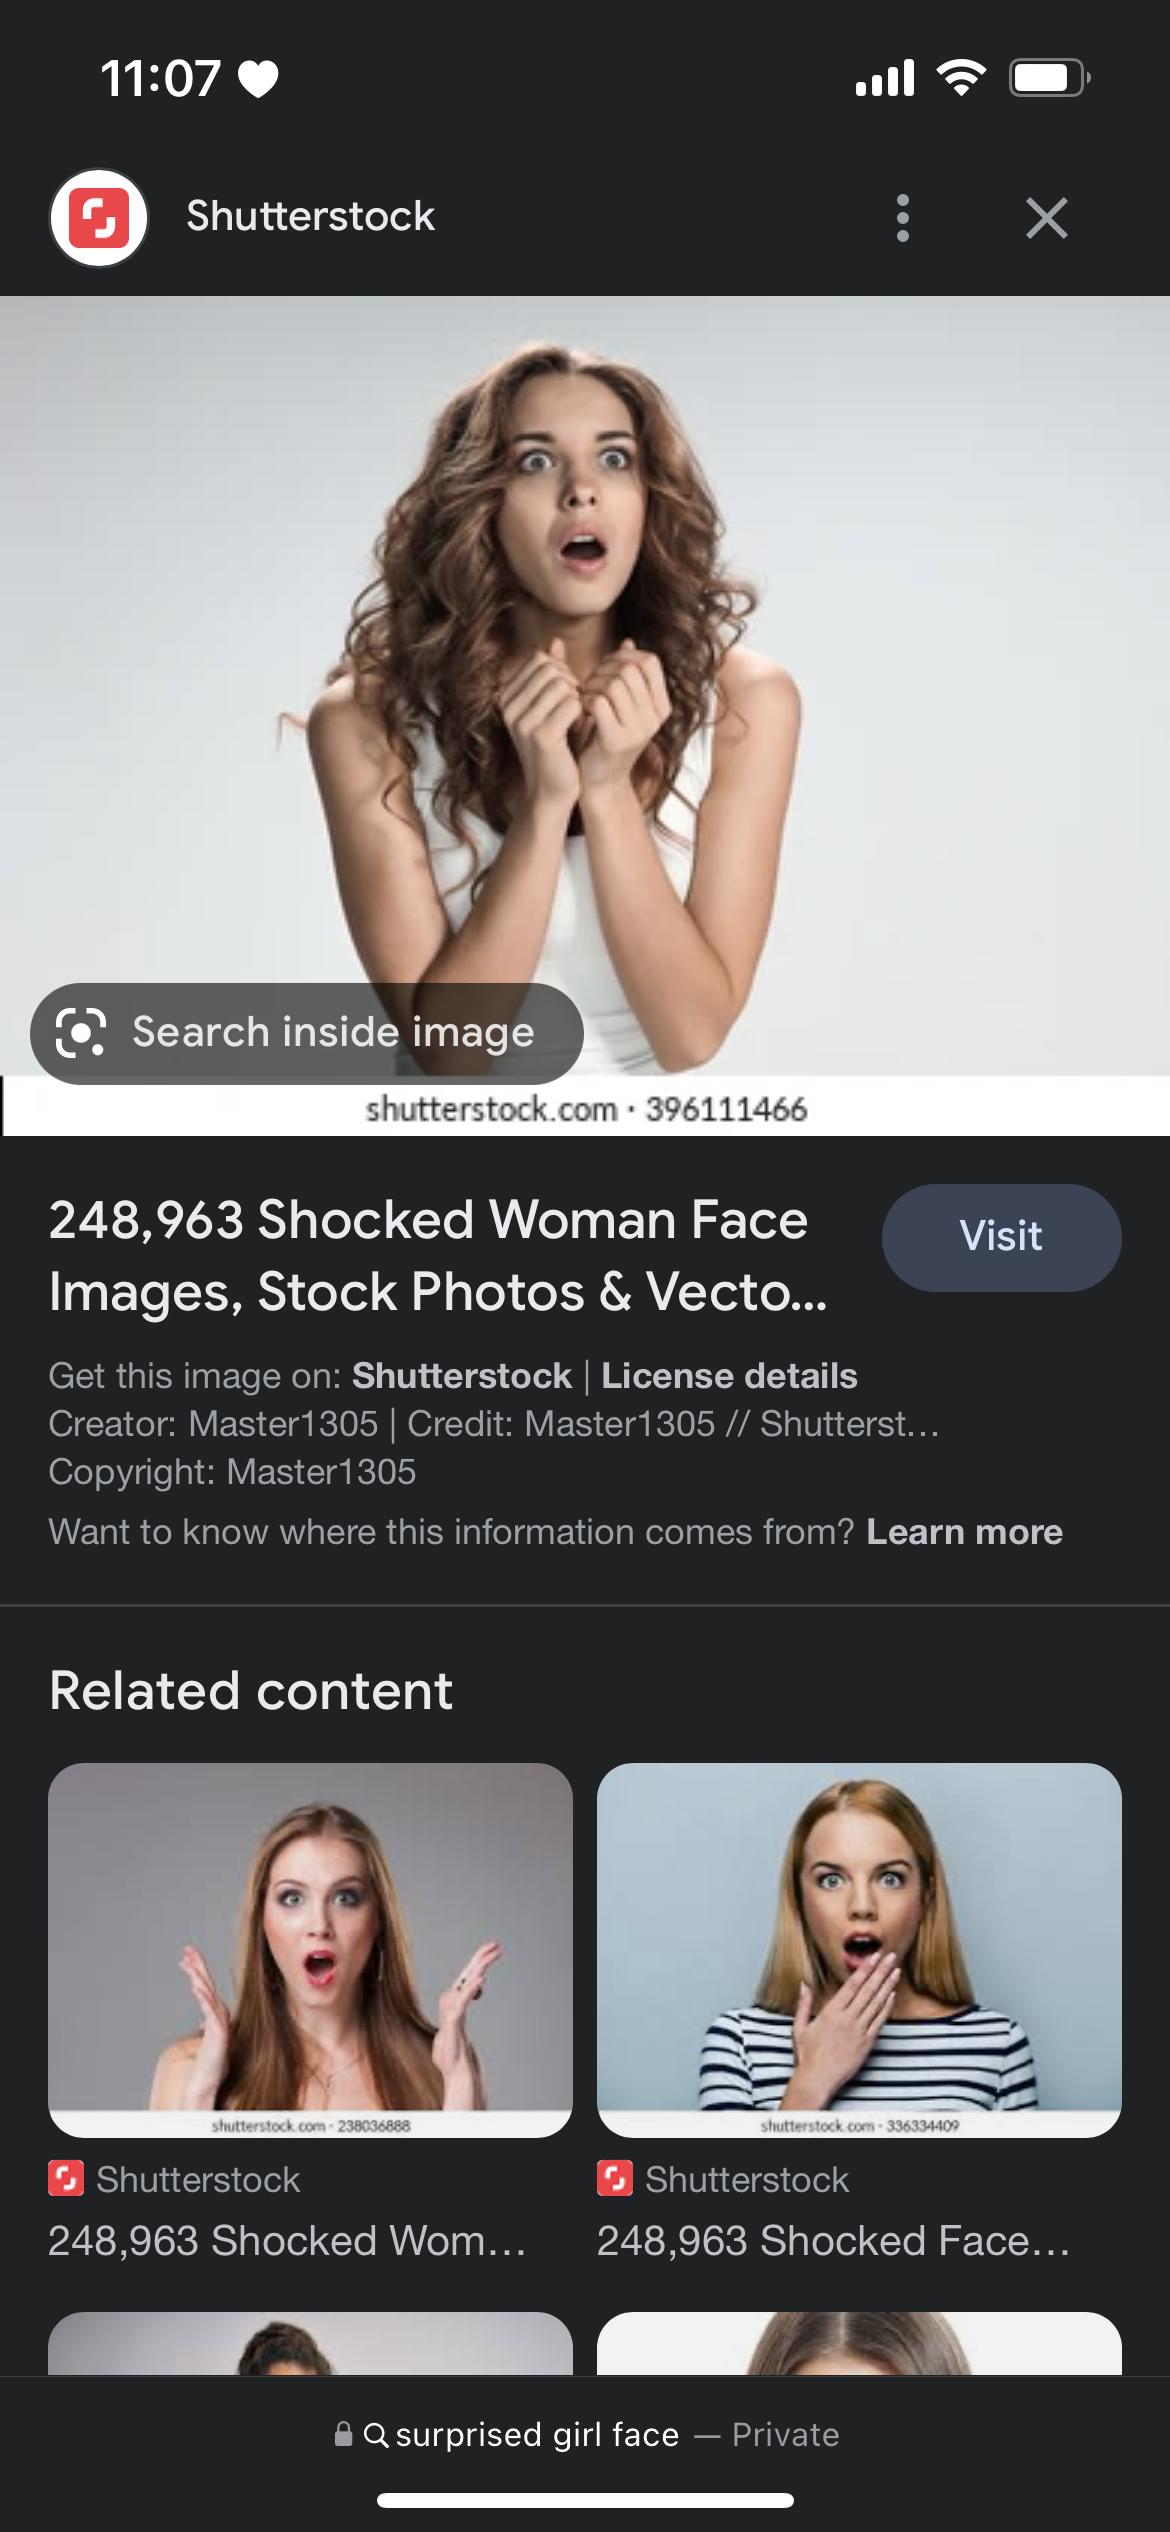 11:07
Shutterstock
Search inside image
shutterstock.com · 396111466
248,963 Shocked Woman Face
Images, Stock Photos & Vecto...
Visit
Get this image on: Shutterstock | License details
Creator: Master1305 | Credit: Master1305 // Shutterst...
Copyright: Master1305
Want to know where this information comes from? Learn more
Related content
shutterstock.com · 238036888
shutterstock.com · 336334409
Shutterstock
Shutterstock
248,963 Shocked Wom...
248,963 Shocked Face...
surprised girl face — Private